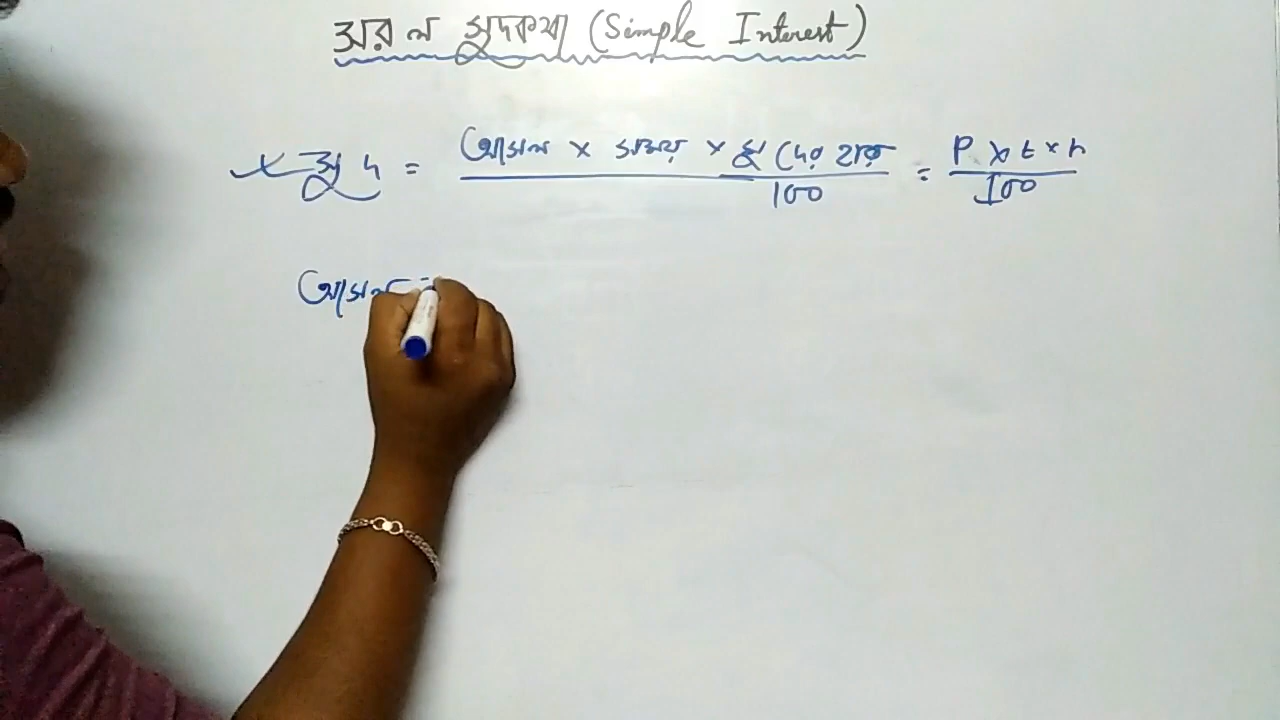 সরল সুদকষা (Simple Interest)
সুদ = আসল × সময় × সুদের হার / 100 = P × t × r / 100
আসল =